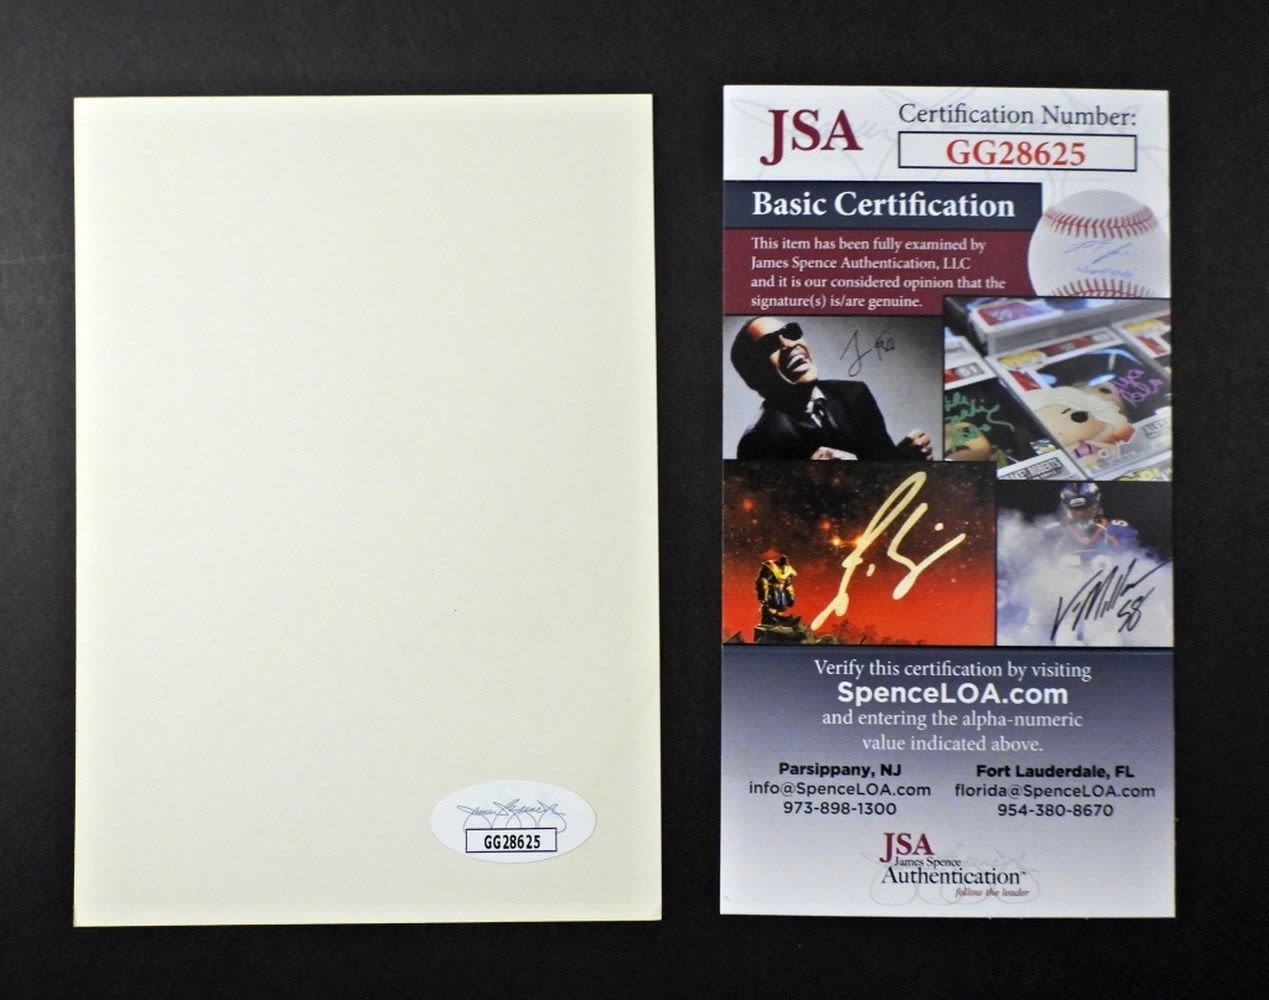 JSA
Certification Number:
GG28625
Basic Certification
This item has been fully examined by
James Spence Authentication, LLC
and it is our considered opinion that the
signature(s) is/are genuine.
58
Verify this certification by visiting
SpenceLOA.com
and entering the alpha-numeric
value indicated above.
Parsippany, NJ
info@SpenceLOA.com
973-898-1300
Fort Lauderdale, FL
florida@SpenceLOA.com
954-380-8670
JSA
James Spence
Authentication
follow the leader
GG28625